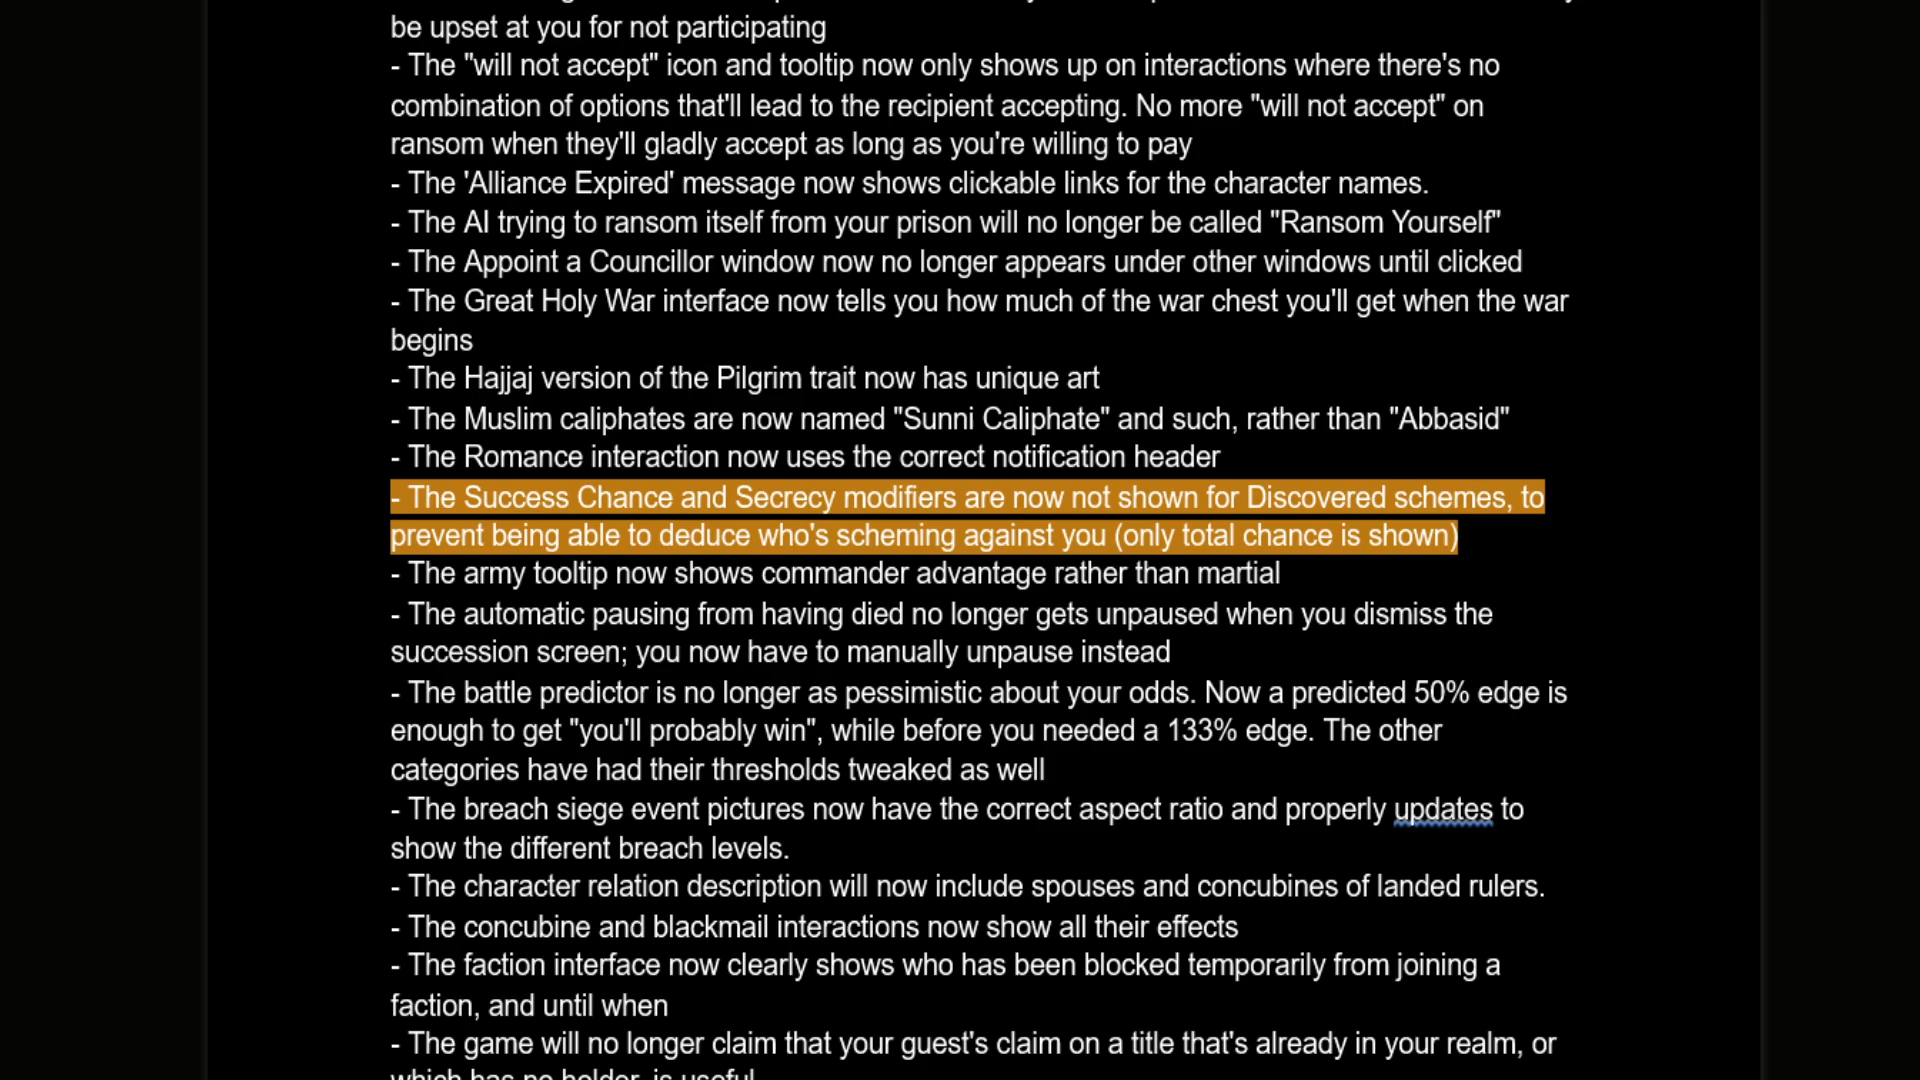 be upset at you for not participating
- The "will not accept" icon and tooltip now only shows up on interactions where there's no
combination of options that'll lead to the recipient accepting. No more "will not accept" on
ransom when they'll gladly accept as long as you're willing to pay
- The 'Alliance Expired' message now shows clickable links for the character names.
- The AI trying to ransom itself from your prison will no longer be called "Ransom Yourself"
- The Appoint a Councillor window now no longer appears under other windows until clicked
- The Great Holy War interface now tells you how much of the war chest you'll get when the war
begins
- The Hajjaj version of the Pilgrim trait now has unique art
- The Muslim caliphates are now named "Sunni Caliphate" and such, rather than "Abbasid"
- The Romance interaction now uses the correct notification header
- The Success Chance and Secrecy modifiers are now not shown for Discovered schemes, to
prevent being able to deduce who's scheming against you (only total chance is shown)
- The army tooltip now shows commander advantage rather than martial
- The automatic pausing from having died no longer gets unpaused when you dismiss the
succession screen; you now have to manually unpause instead
- The battle predictor is no longer as pessimistic about your odds. Now a predicted 50% edge is
enough to get "you'll probably win", while before you needed a 133% edge. The other
categories have had their thresholds tweaked as well
- The breach siege event pictures now have the correct aspect ratio and properly updates to
show the different breach levels.
- The character relation description will now include spouses and concubines of landed rulers.
- The concubine and blackmail interactions now show all their effects
- The faction interface now clearly shows who has been blocked temporarily from joining a
faction, and until when
- The game will no longer claim that your guest's claim on a title that's already in your realm, or
which has no holder, is useful